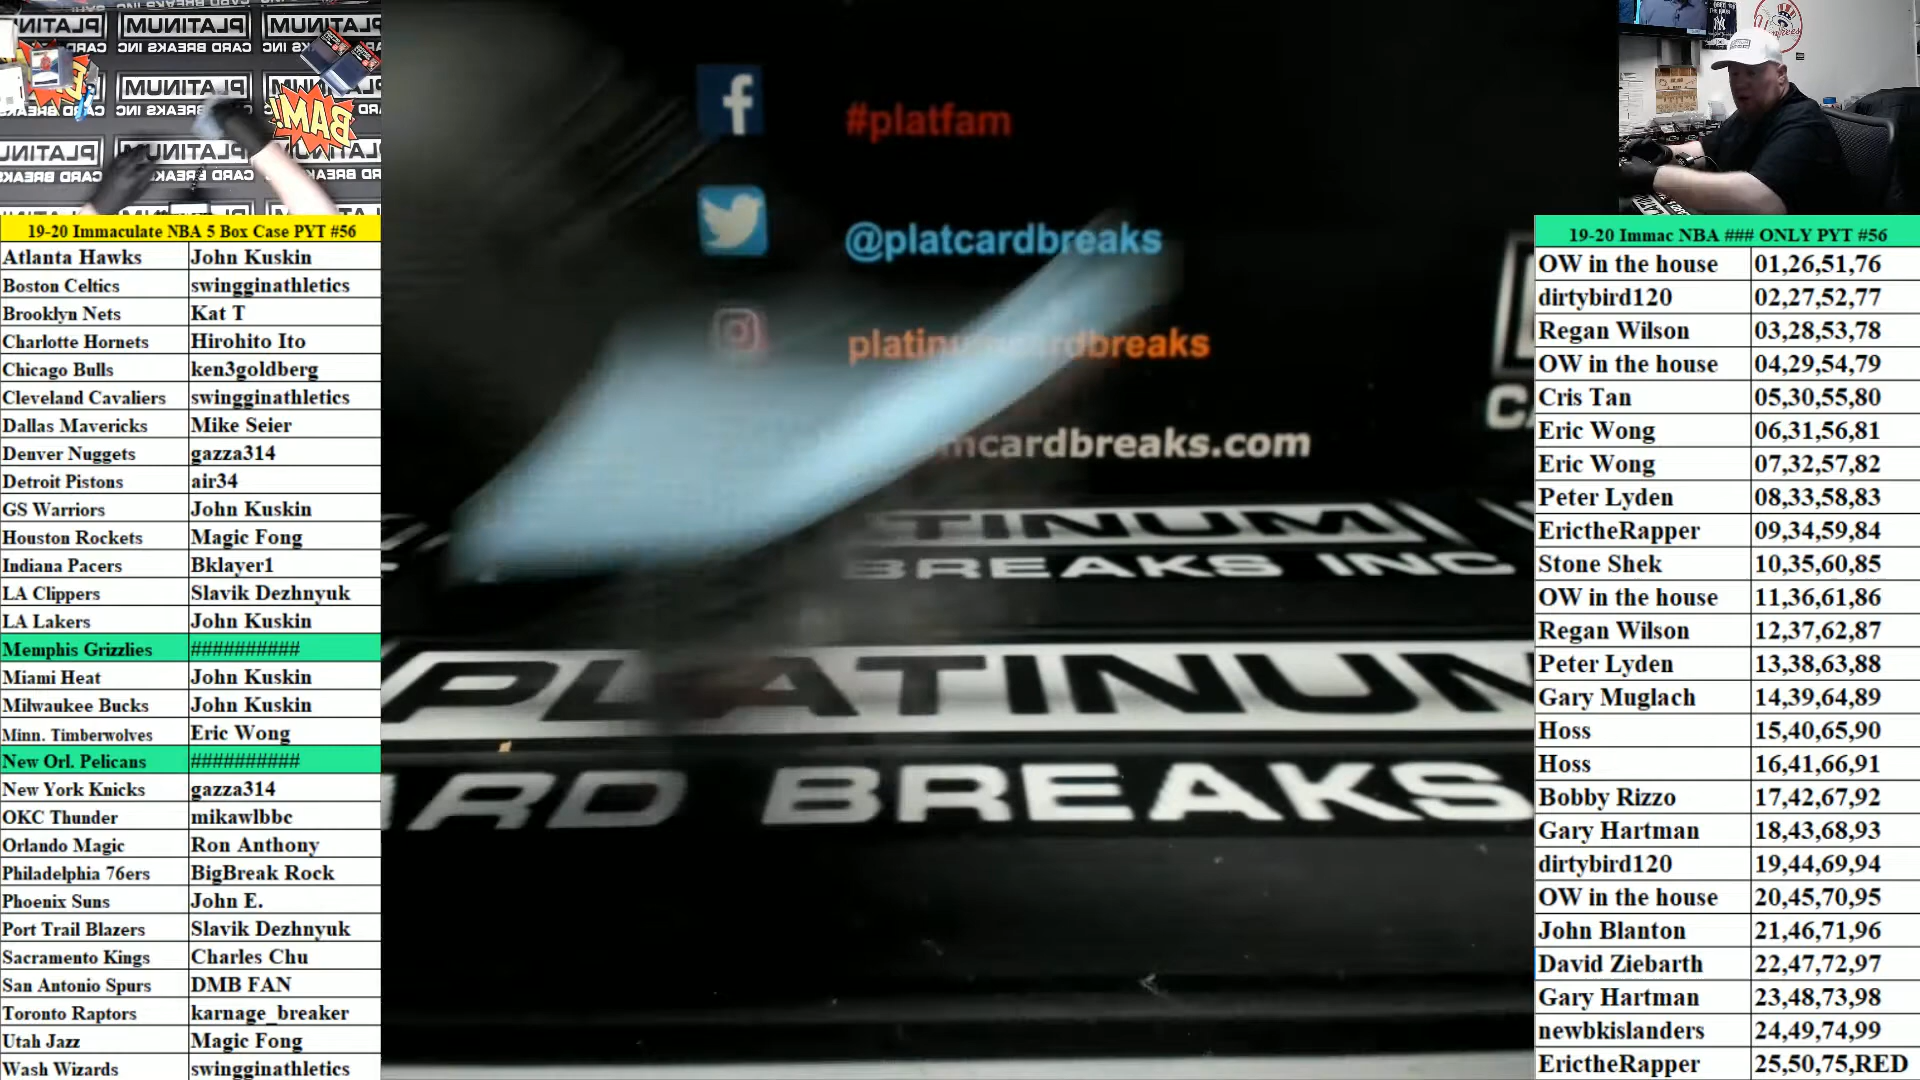 PLATINUM
CARD BREAKS INC
BAM!
#platfam
@platcardbreaks
platinumcardbreaks
mcardbreaks.com
TINUM
BREAKS INC
PLATINUM
ARD BREAKS
19-20 Immaculate NBA 5 Box Case PYT #56
Atlanta Hawks John Kuskin
Boston Celtics swingginathletics
Brooklyn Nets Kat T
Charlotte Hornets Hirohito Ito
Chicago Bulls ken3goldberg
Cleveland Cavaliers swingginathletics
Dallas Mavericks Mike Seier
Denver Nuggets gazza314
Detroit Pistons air34
GS Warriors John Kuskin
Houston Rockets Magic Fong
Indiana Pacers Bklayer1
LA Clippers Slavik Dezhnyuk
LA Lakers John Kuskin
Memphis Grizzlies ##########
Miami Heat John Kuskin
Milwaukee Bucks John Kuskin
Minn. Timberwolves Eric Wong
New Orl. Pelicans ##########
New York Knicks gazza314
OKC Thunder mikawlbbc
Orlando Magic Ron Anthony
Philadelphia 76ers BigBreak Rock
Phoenix Suns John E.
Port Trail Blazers Slavik Dezhnyuk
Sacramento Kings Charles Chu
San Antonio Spurs DMB FAN
Toronto Raptors karnage_breaker
Utah Jazz Magic Fong
Wash Wizards swingginathletics
19-20 Immac NBA ### ONLY PYT #56
OW in the house 01,26,51,76
dirtybird120 02,27,52,77
Regan Wilson 03,28,53,78
OW in the house 04,29,54,79
Cris Tan 05,30,55,80
Eric Wong 06,31,56,81
Eric Wong 07,32,57,82
Peter Lyden 08,33,58,83
ErictheRapper 09,34,59,84
Stone Shek 10,35,60,85
OW in the house 11,36,61,86
Regan Wilson 12,37,62,87
Peter Lyden 13,38,63,88
Gary Muglach 14,39,64,89
Hoss 15,40,65,90
Hoss 16,41,66,91
Bobby Rizzo 17,42,67,92
Gary Hartman 18,43,68,93
dirtybird120 19,44,69,94
OW in the house 20,45,70,95
John Blanton 21,46,71,96
David Ziebarth 22,47,72,97
Gary Hartman 23,48,73,98
newbkislanders 24,49,74,99
ErictheRapper 25,50,75,RED